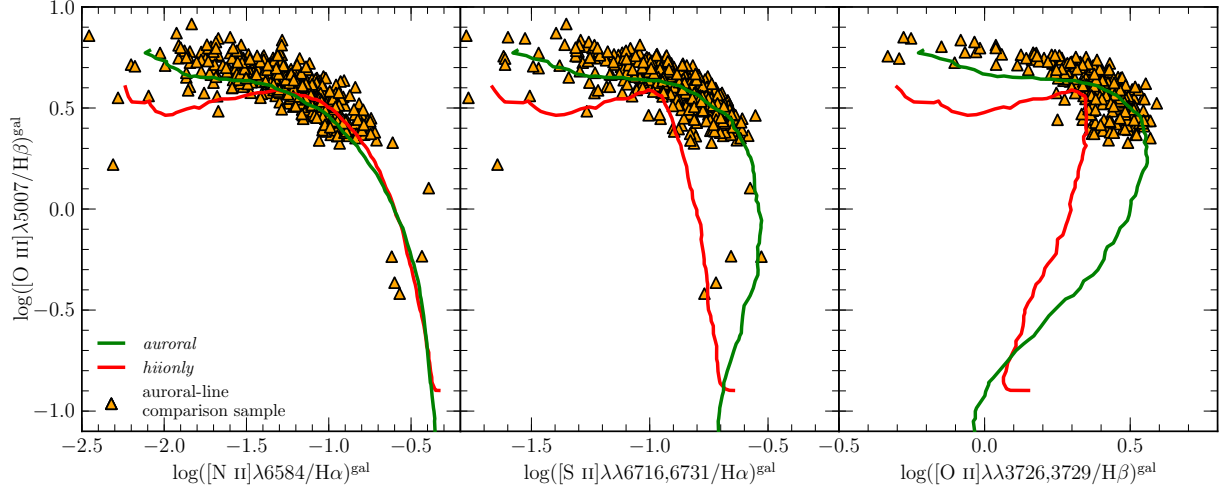 1.0
0.5
0.0
−0.5
−1.0
log([O III]λ5007/Hβ)gal
auroral
hiionly
auroral-line
comparison sample
−2.5 −2.0 −1.5 −1.0 −0.5
−1.5 −1.0 −0.5
0.0 0.5
log([N II]λ6584/Hα)gal
log([S II]λλ6716,6731/Hα)gal
log([O II]λλ3726,3729/Hβ)gal